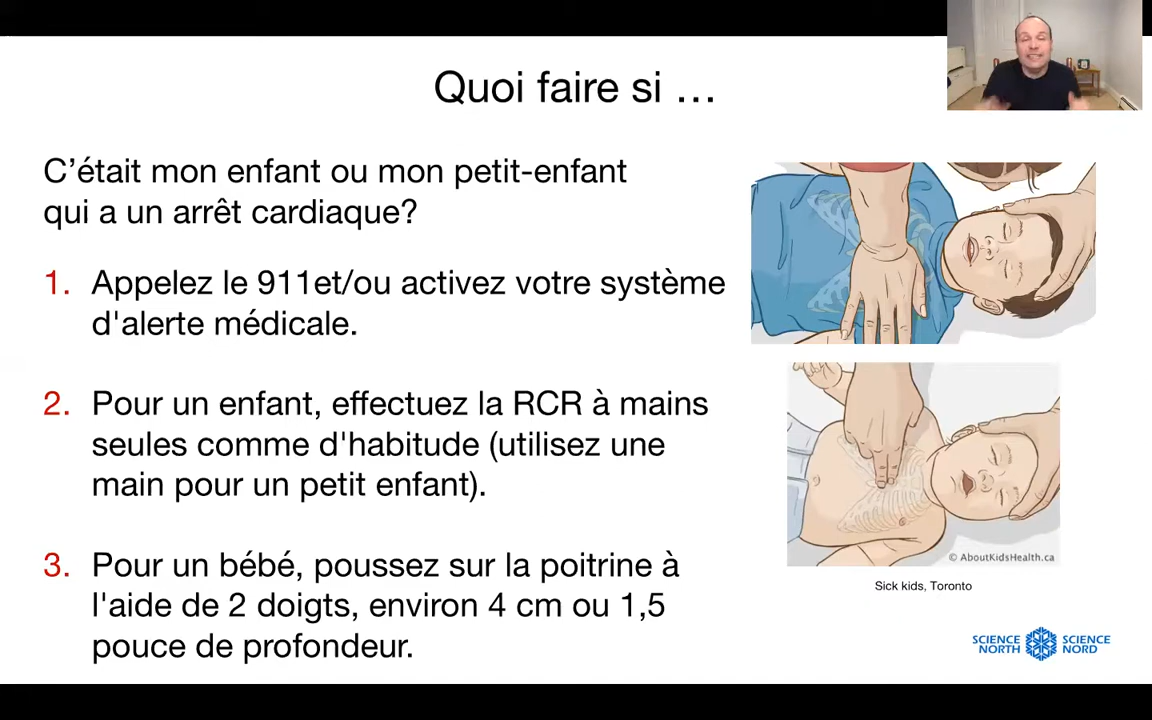 Quoi faire si …
C’était mon enfant ou mon petit-enfant
qui a un arrêt cardiaque?
1. Appelez le 911et/ou activez votre système
d'alerte médicale.
2. Pour un enfant, effectuez la RCR à mains
seules comme d'habitude (utilisez une
main pour un petit enfant).
3. Pour un bébé, poussez sur la poitrine à
l'aide de 2 doigts, environ 4 cm ou 1,5
pouce de profondeur.
© AboutKidsHealth.ca
Sick kids, Toronto
SCIENCE NORTH
SCIENCE NORD